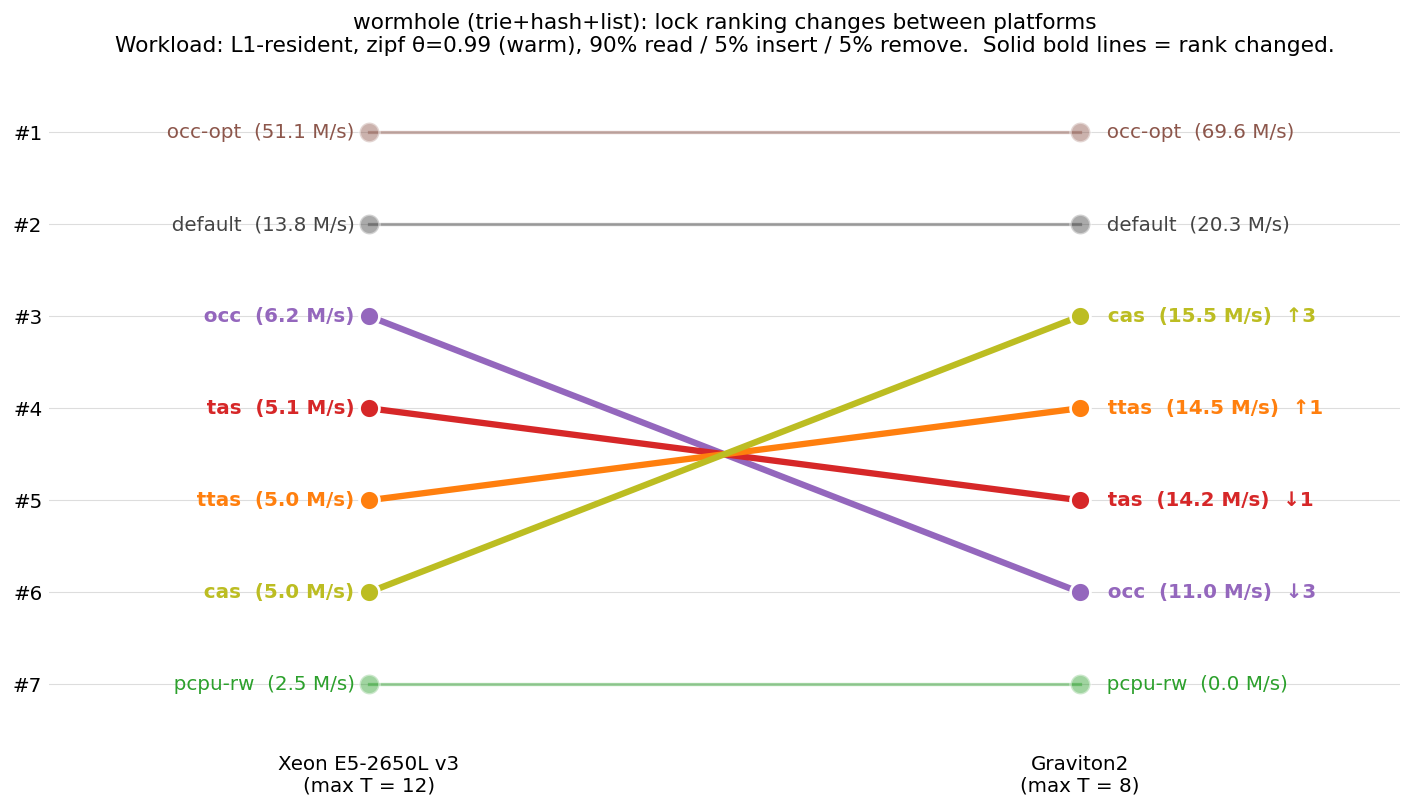 wormhole (trie+hash+list): lock ranking changes between platforms
Workload: L1-resident, zipf θ=0.99 (warm), 90% read / 5% insert / 5% remove.  Solid bold lines = rank changed.
#1 occ-opt  (51.1 M/s) occ-opt  (69.6 M/s)
#2 default  (13.8 M/s) default  (20.3 M/s)
#3 occ  (6.2 M/s) cas  (15.5 M/s)  ↑3
#4 tas  (5.1 M/s) ttas  (14.5 M/s)  ↑1
#5 ttas  (5.0 M/s) tas  (14.2 M/s)  ↓1
#6 cas  (5.0 M/s) occ  (11.0 M/s)  ↓3
#7 pcpu-rw  (2.5 M/s) pcpu-rw  (0.0 M/s)
Xeon E5-2650L v3 Graviton2
(max T = 12) (max T = 8)